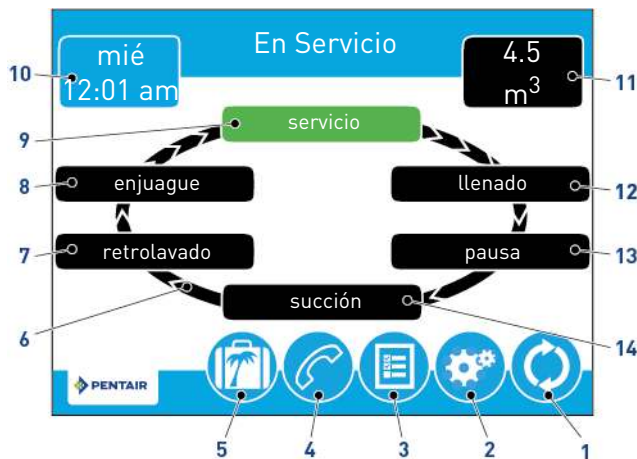 En Servicio
mié
12:01 am
4.5
m³
10
11
9
servicio
8
enjuague
llenado
12
7
retrolavado
pausa
13
6
succión
14
PENTAIR
5
4
3
2
1